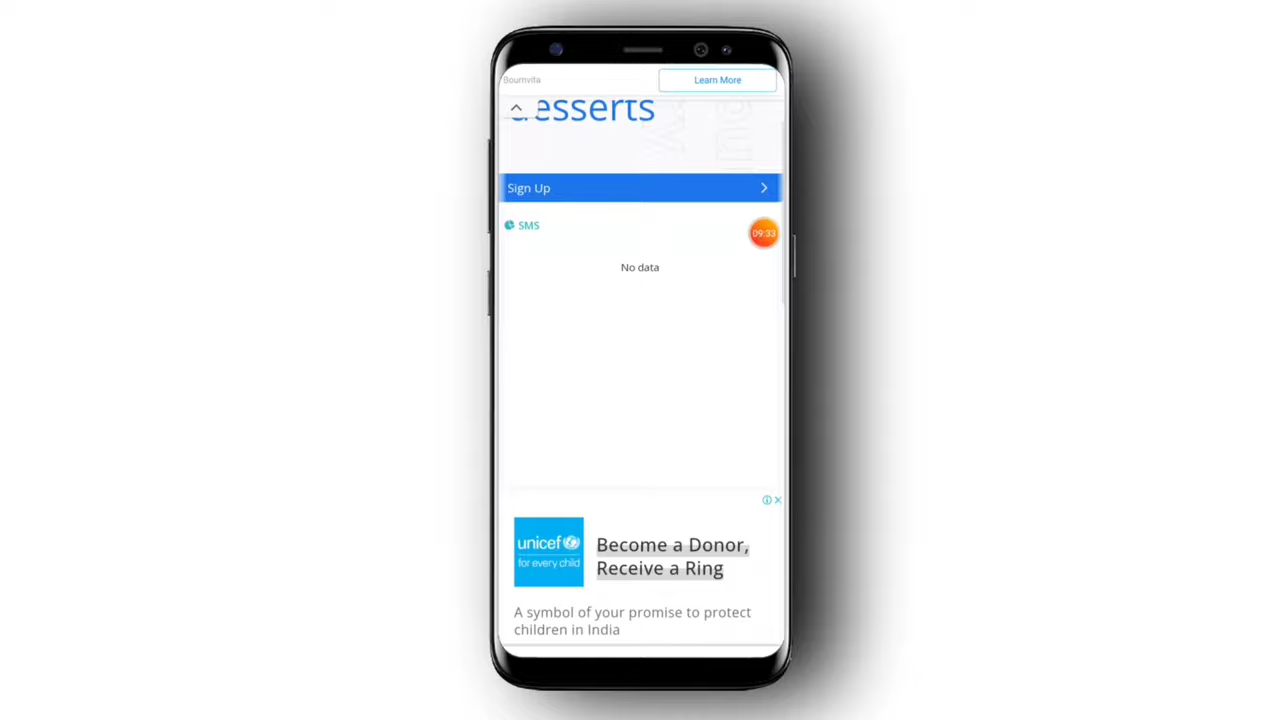 Bournvita
Learn More
desserts
Sign Up
SMS
09:33
No data
unicef
for every child
Become a Donor,
Receive a Ring
A symbol of your promise to protect
children in India